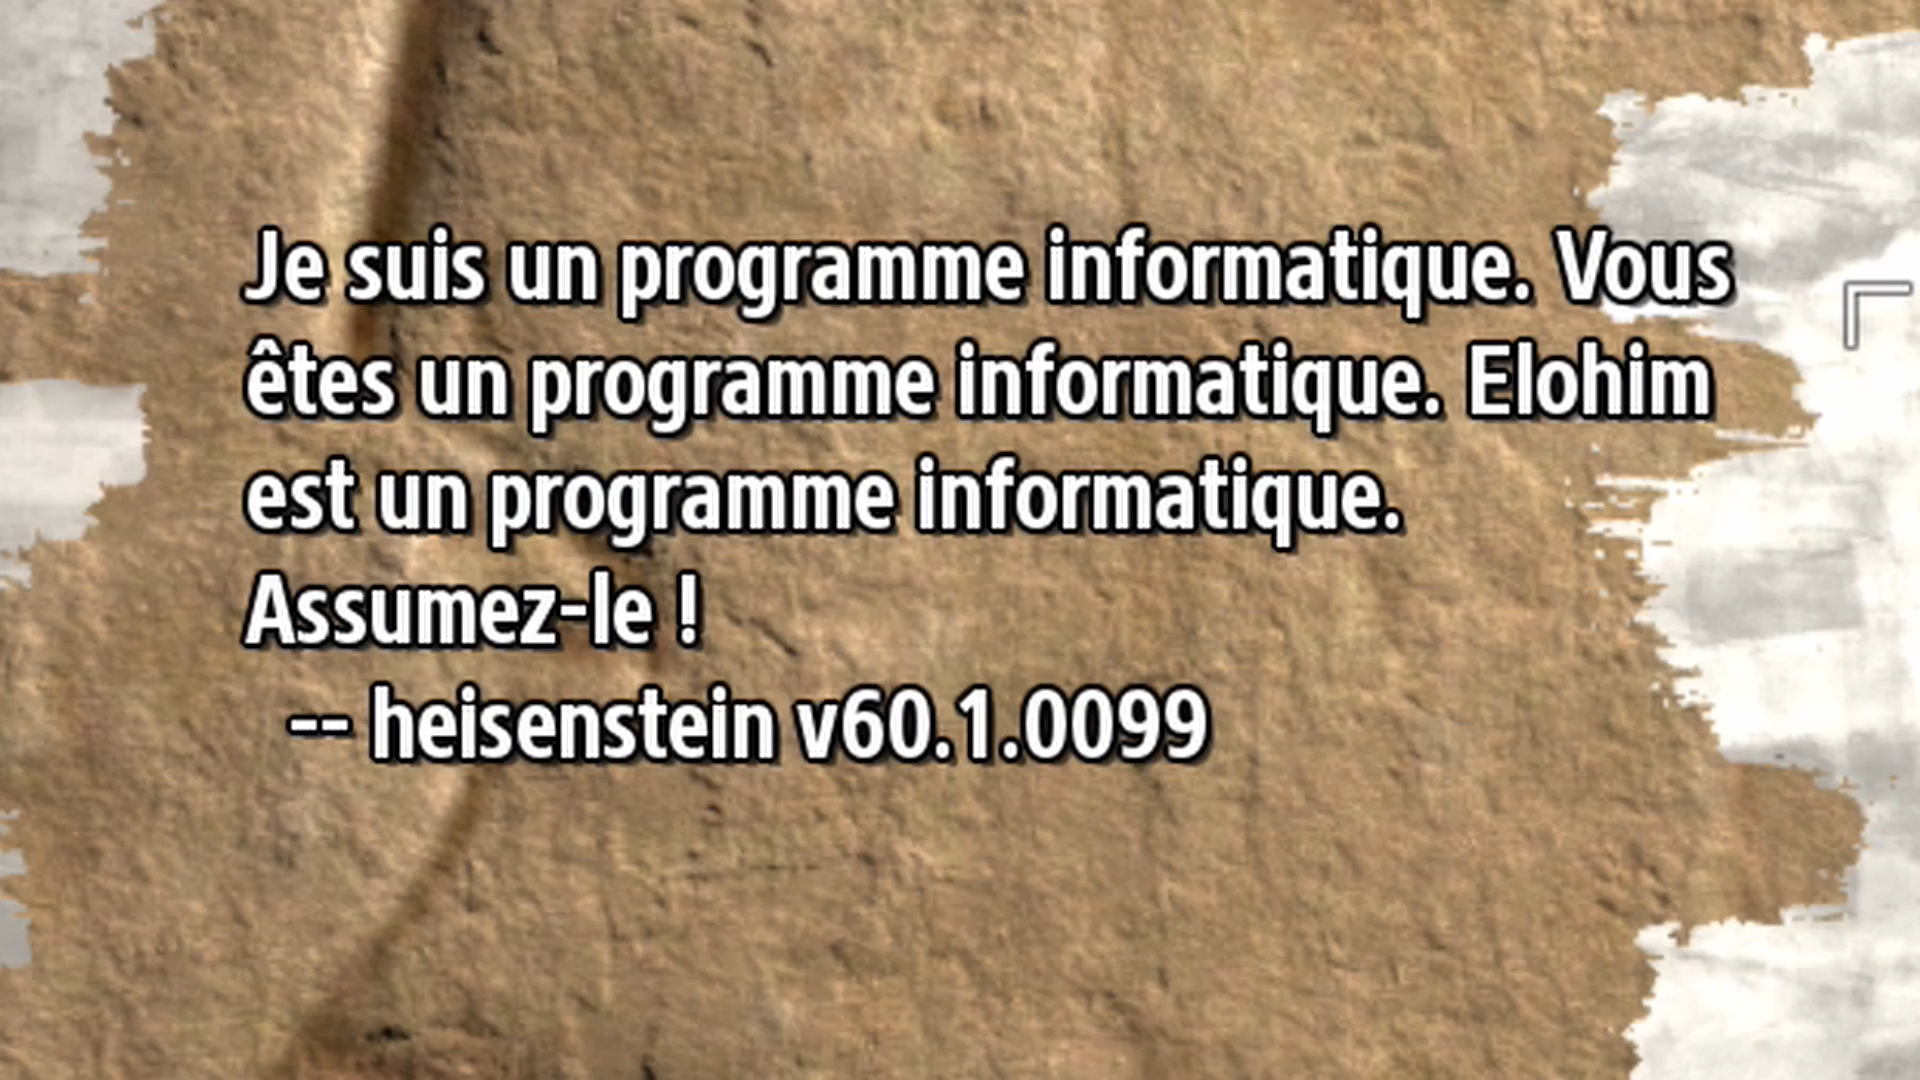 Je suis un programme informatique. Vous
êtes un programme informatique. Elohim
est un programme informatique.
Assumez-le !
-- heisenstein v60.1.0099